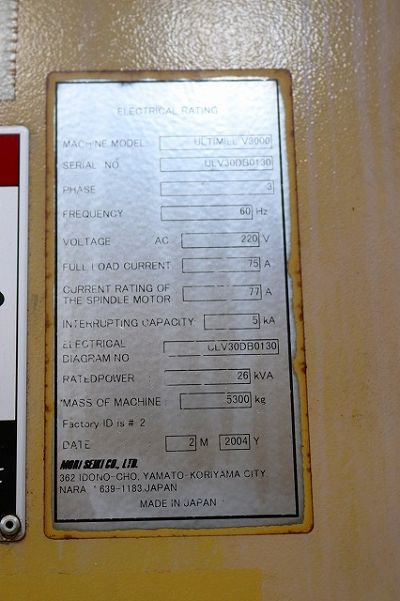 ELECTRICAL RATING
MACHINE MODEL ULTIMILL V3000
SERIAL NO. ULV30DB0130
PHASE 3
FREQUENCY 60 Hz
VOLTAGE AC 220 V
FULL LOAD CURRENT 75 A
CURRENT RATING OF
THE SPINDLE MOTOR 77 A
INTERRUPTING CAPACITY 5 kA
ELECTRICAL
DIAGRAM NO ULV30DB0130
RATEDPOWER 26 kVA
*MASS OF MACHINE 5300 kg
Factory ID is # 2
DATE 2 M 2004 Y
MORI SEIKI CO., LTD.
362 IDONO-CHO, YAMATO-KORIYAMA CITY,
NARA 639-1183 JAPAN
MADE IN JAPAN